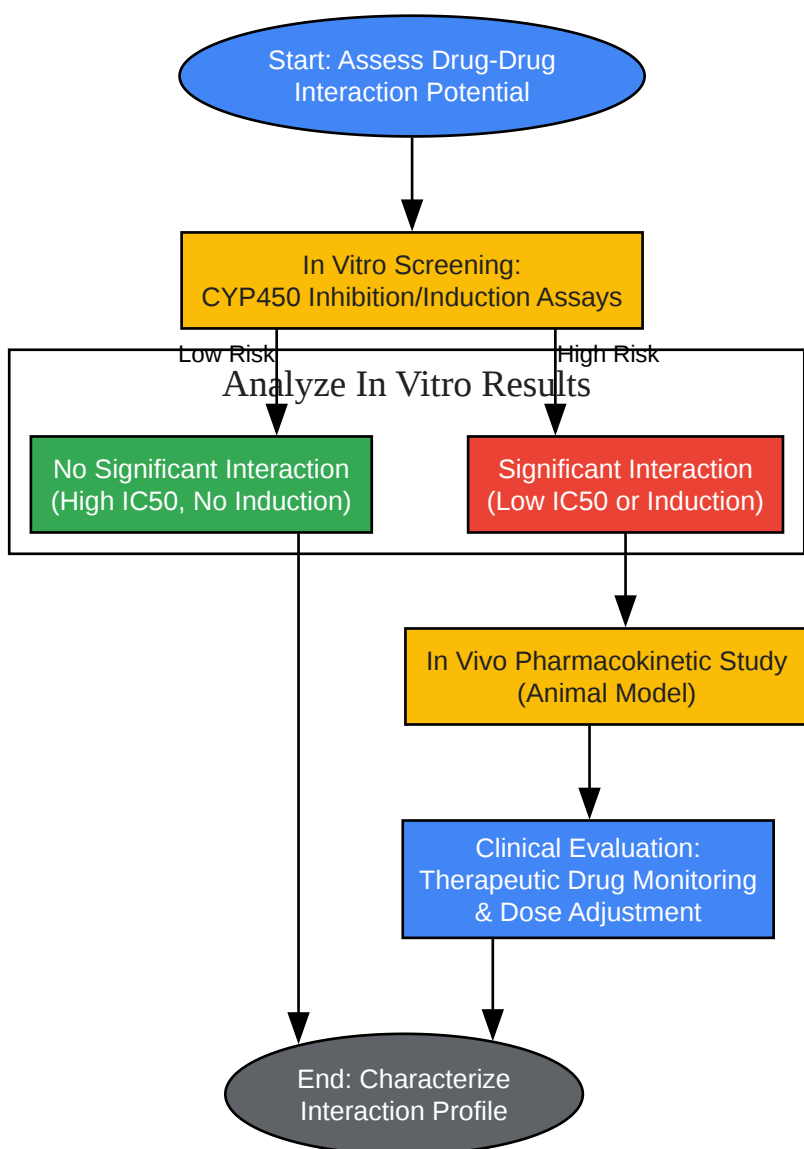 Start: Assess Drug-Drug
Interaction Potential
In Vitro Screening:
CYP450 Inhibition/Induction Assays
Low Risk
High Risk
Analyze In Vitro Results
No Significant Interaction
(High IC50, No Induction)
Significant Interaction
(Low IC50 or Induction)
In Vivo Pharmacokinetic Study
(Animal Model)
Clinical Evaluation:
Therapeutic Drug Monitoring
& Dose Adjustment
End: Characterize
Interaction Profile